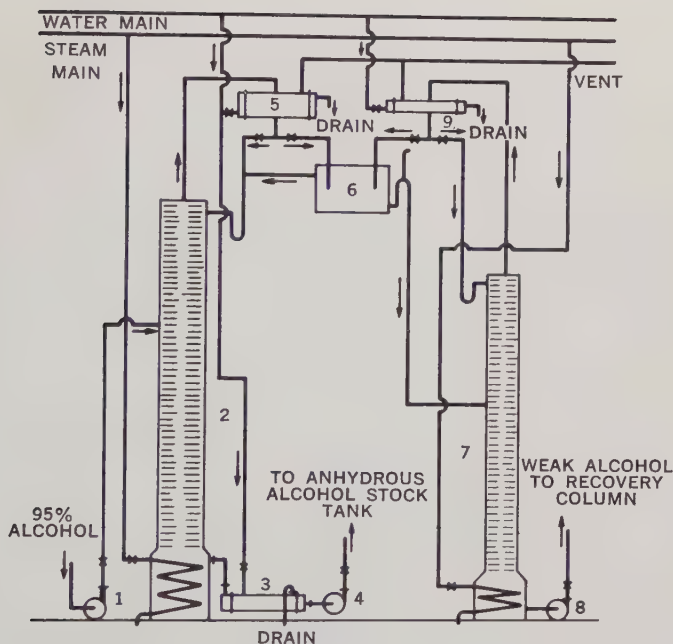 WATER MAIN
STEAM
MAIN
VENT
5
DRAIN
9
DRAIN
6
2
7
TO ANHYDROUS
ALCOHOL STOCK
TANK
WEAK ALCOHOL
TO RECOVERY
COLUMN
95%
ALCOHOL
1
3
4
8
DRAIN